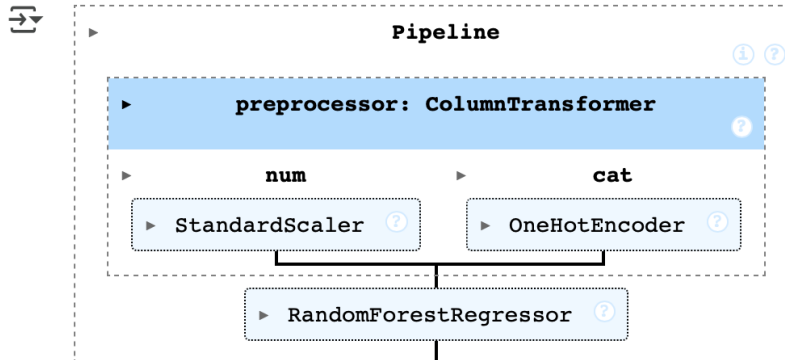 Pipeline
i ?
preprocessor: ColumnTransformer
?
num cat
StandardScaler ? OneHotEncoder ?
RandomForestRegressor ?